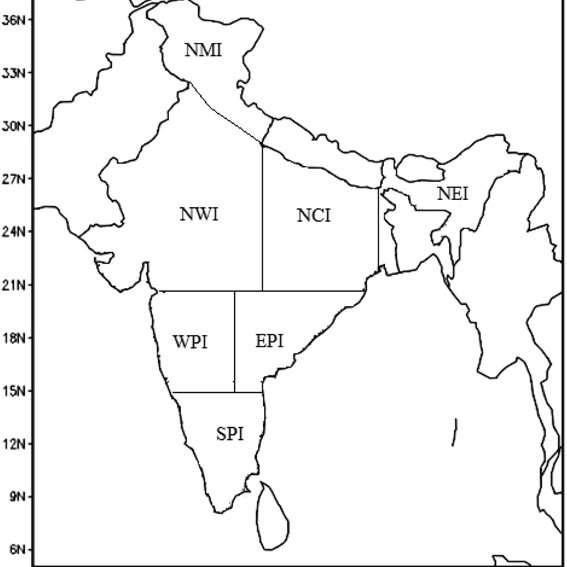 36N
NMI
33N
30N
27N
NEI
NWI
NCI
24N
21N
WPI
EPI
18N
15N
SPI
12N
9N
6N